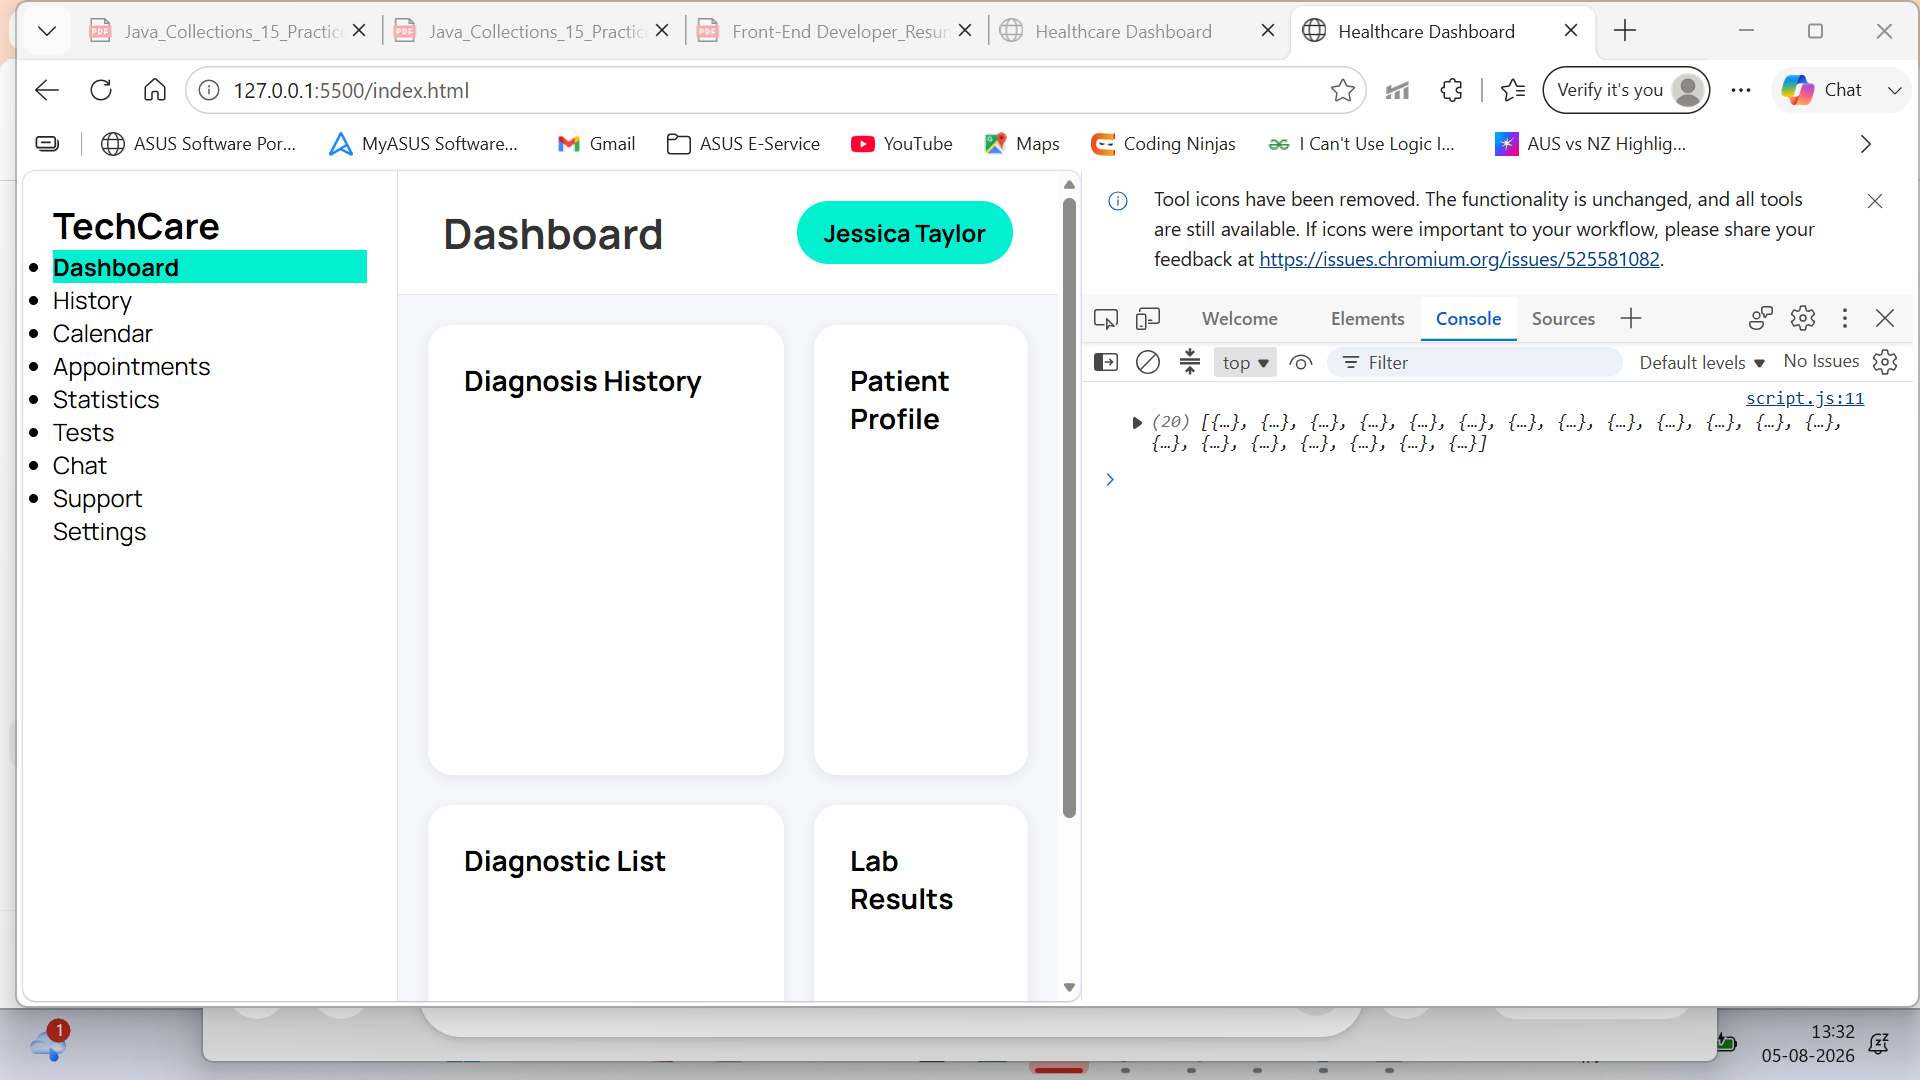 Java_Collections_15_Practice
Java_Collections_15_Practice
Front-End Developer_Resum
Healthcare Dashboard
Healthcare Dashboard
127.0.0.1:5500/index.html
Verify it's you
Chat
ASUS Software Por...
MyASUS Software...
Gmail
ASUS E-Service
YouTube
Maps
Coding Ninjas
I Can't Use Logic I...
AUS vs NZ Highlig...
TechCare
Dashboard
History
Calendar
Appointments
Statistics
Tests
Chat
Support
Settings
Dashboard
Jessica Taylor
Diagnosis History
Patient
Profile
Diagnostic List
Lab
Results
Tool icons have been removed. The functionality is unchanged, and all tools
are still available. If icons were important to your workflow, please share your
feedback at https://issues.chromium.org/issues/525581082.
Welcome
Elements
Console
Sources
top
Filter
Default levels
No Issues
script.js:11
(20) [{…}, {…}, {…}, {…}, {…}, {…}, {…}, {…}, {…}, {…}, {…}, {…}, {…},
{…}, {…}, {…}, {…}, {…}, {…}, {…}]
1
13:32
05-08-2026